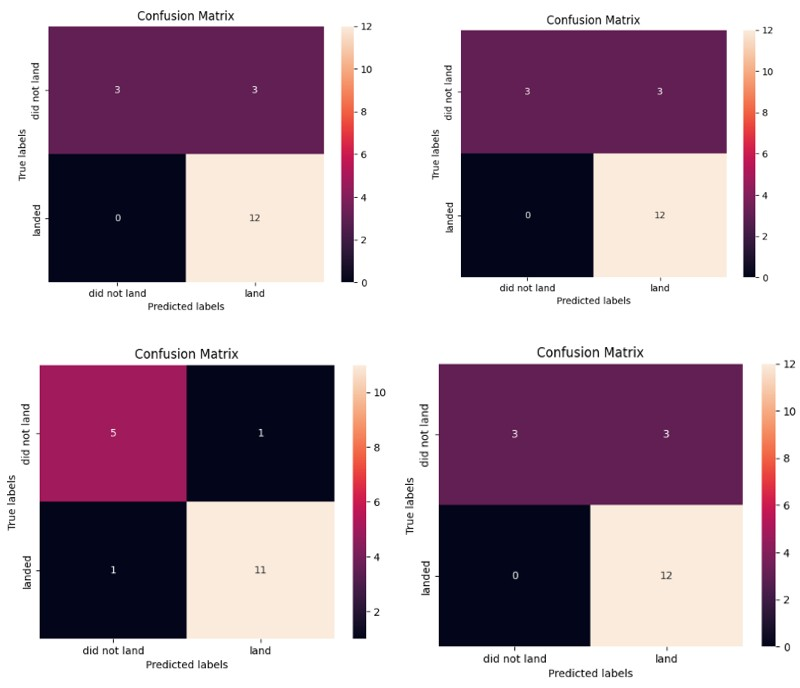 Confusion Matrix
did not land
landed
True labels
3 3
0 12
did not land land
Predicted labels
12
10
8
6
4
2
0
Confusion Matrix
did not land
landed
True labels
3 3
0 12
did not land land
Predicted labels
12
10
8
6
4
2
0
Confusion Matrix
did not land
landed
True labels
5 1
1 11
did not land land
Predicted labels
10
8
6
4
2
Confusion Matrix
did not land
landed
True labels
3 3
0 12
did not land land
Predicted labels
12
10
8
6
4
2
0